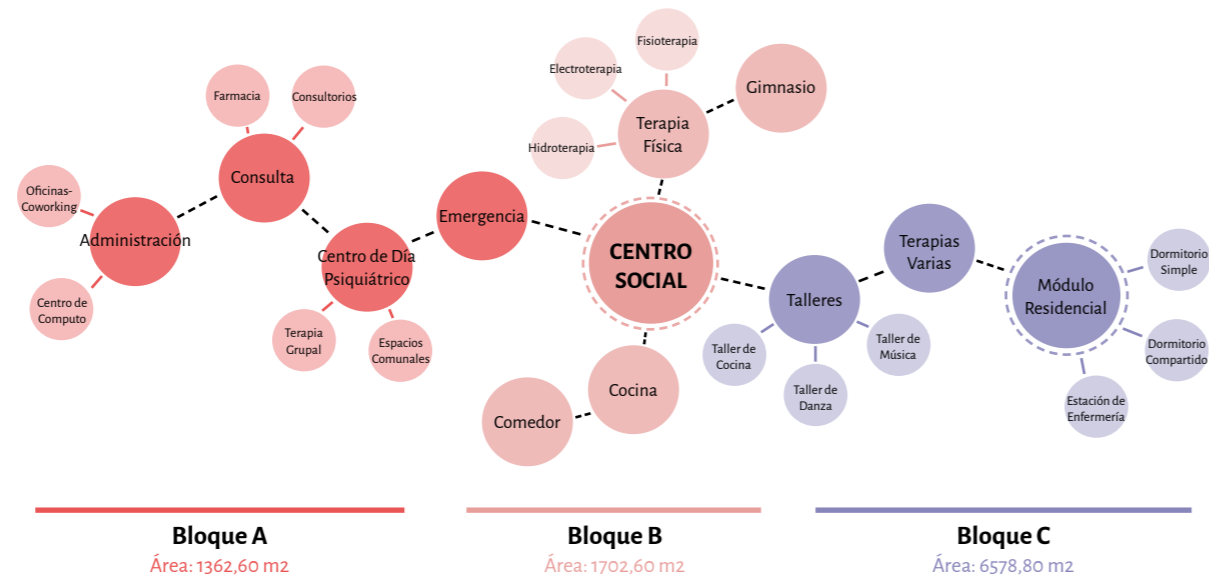 Farmacia
Consultorios
Consulta
Oficinas-
Coworking
Administración
Centro de
Computo
Centro de Día
Psiquiátrico
Terapia
Grupal
Espacios
Comunales
Emergencia
Fisioterapia
Electroterapia
Hidroterapia
Terapia
Física
Gimnasio
CENTRO
SOCIAL
Cocina
Comedor
Talleres
Taller de
Cocina
Taller de
Danza
Taller de
Música
Terapias
Varias
Módulo
Residencial
Dormitorio
Simple
Dormitorio
Compartido
Estación de
Enfermería
Bloque A
Área: 1362,60 m2
Bloque B
Área: 1702,60 m2
Bloque C
Área: 6578,80 m2